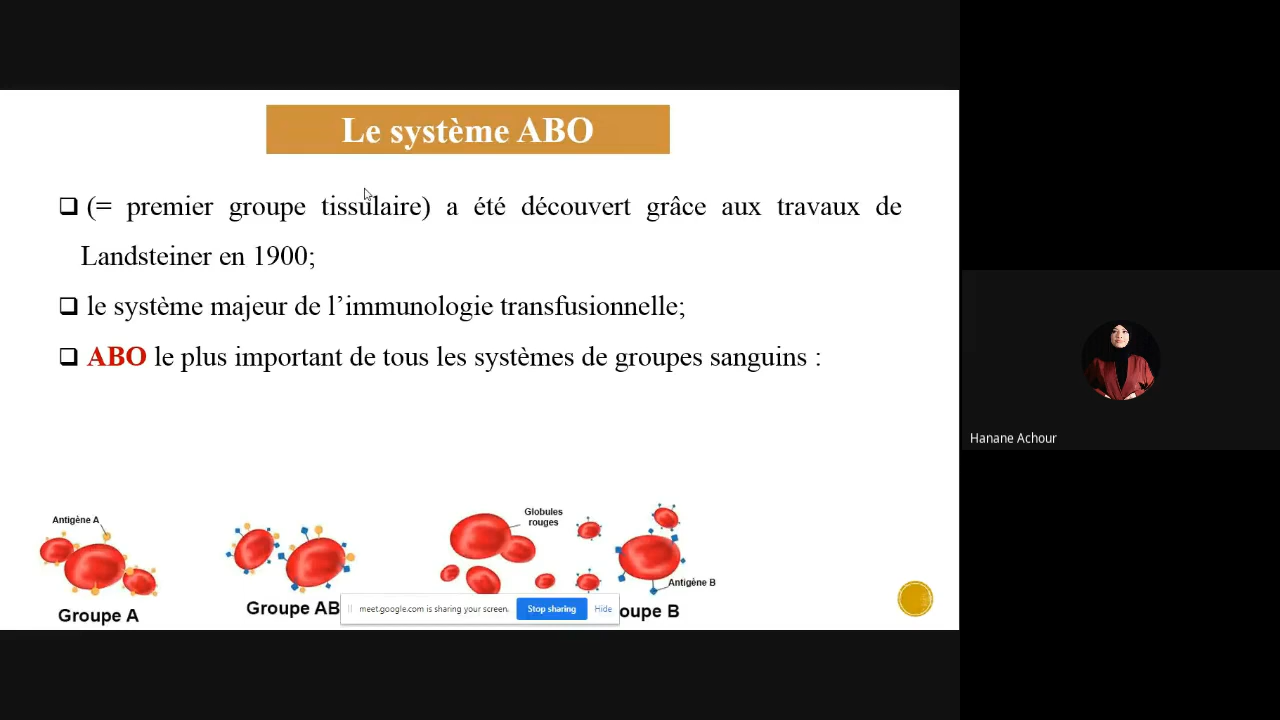 Le système ABO
(= premier groupe tissulaire) a été découvert grâce aux travaux de
Landsteiner en 1900;
le système majeur de l’immunologie transfusionnelle;
ABO le plus important de tous les systèmes de groupes sanguins :
Antigène A
Groupe A
Groupe AB
Globules
rouges
Antigène B
oupe B
meet.google.com is sharing your screen.
Stop sharing
Hide
Hanane Achour